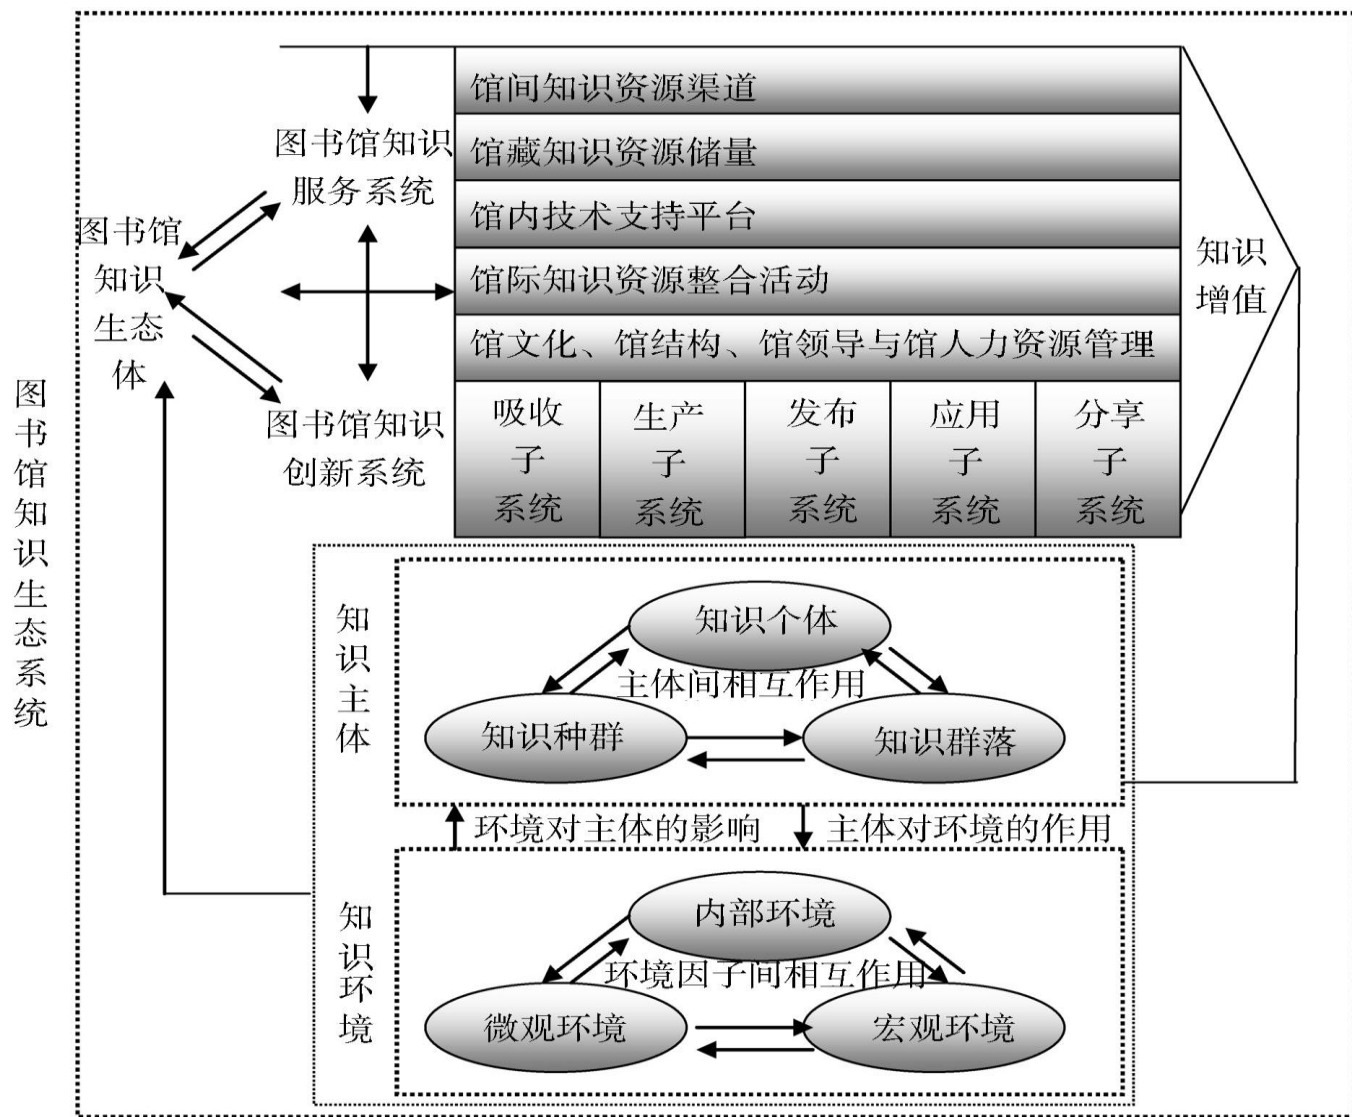 馆间知识资源渠道
图书馆知识
服务系统
馆藏知识资源储量
馆内技术支持平台
图书馆
知识
生态
体
馆际知识资源整合活动
知识
增值
馆文化、馆结构、馆领导与馆人力资源管理
图书馆知识
创新系统
吸收
子
系统
生产
子
系统
发布
子
系统
应用
子
系统
分享
子
系统
图书馆知识生态系统
知识主体
知识个体
主体间相互作用
知识种群
知识群落
环境对主体的影响
主体对环境的作用
知识环境
内部环境
环境因子间相互作用
微观环境
宏观环境